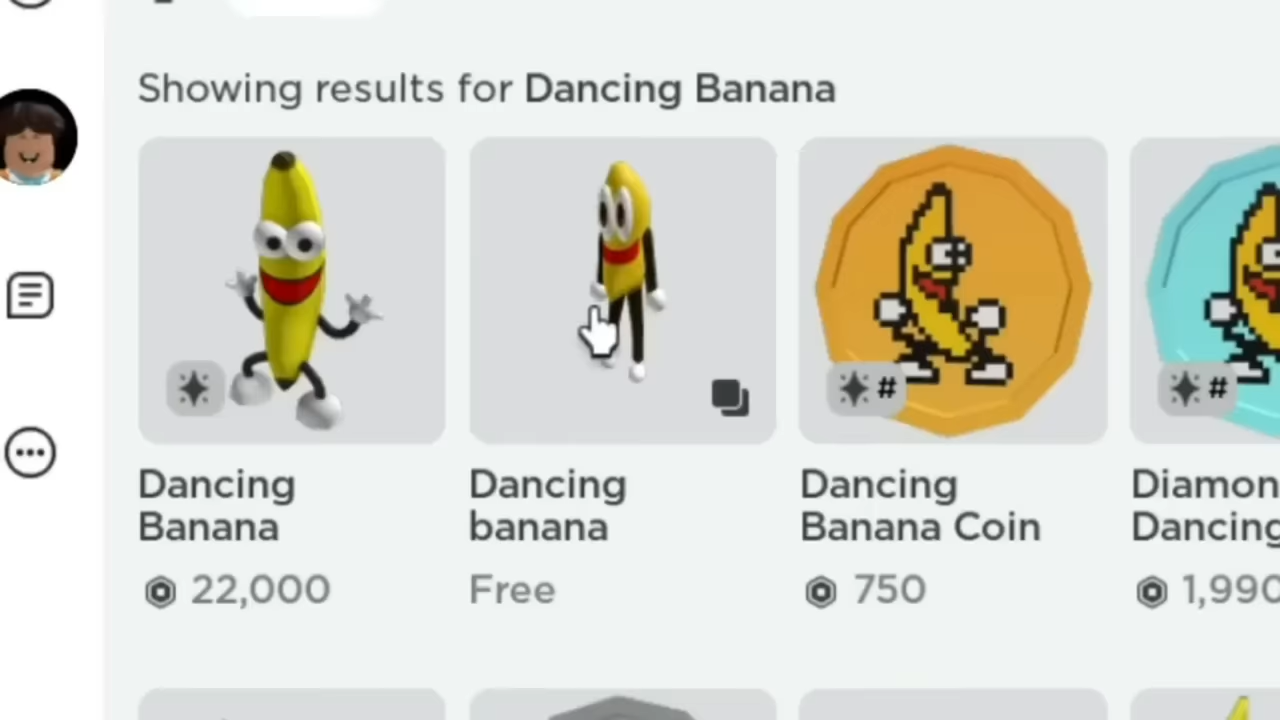 Showing results for Dancing Banana
#
#
Dancing
Banana
22,000
Dancing
banana
Free
Dancing
Banana Coin
750
Diamon
Dancing
1,990